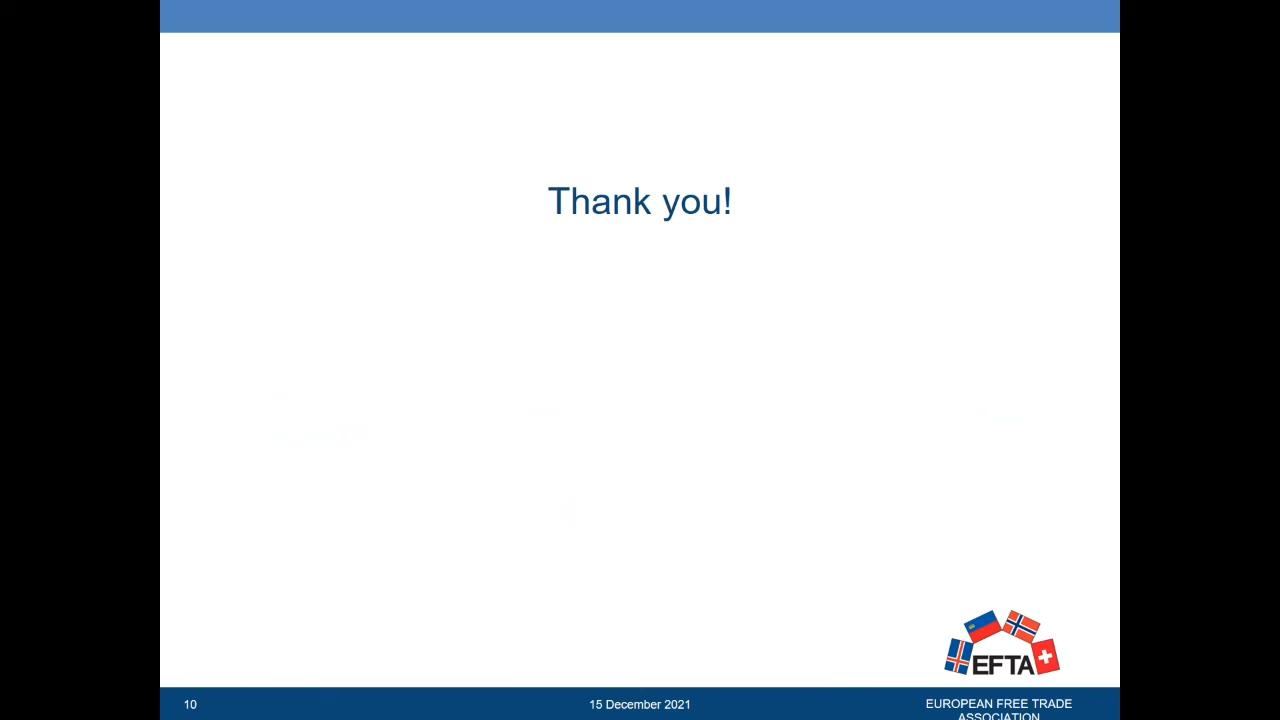 Thank you!
EFTA
10
15 December 2021
EUROPEAN FREE TRADE
ASSOCIATION